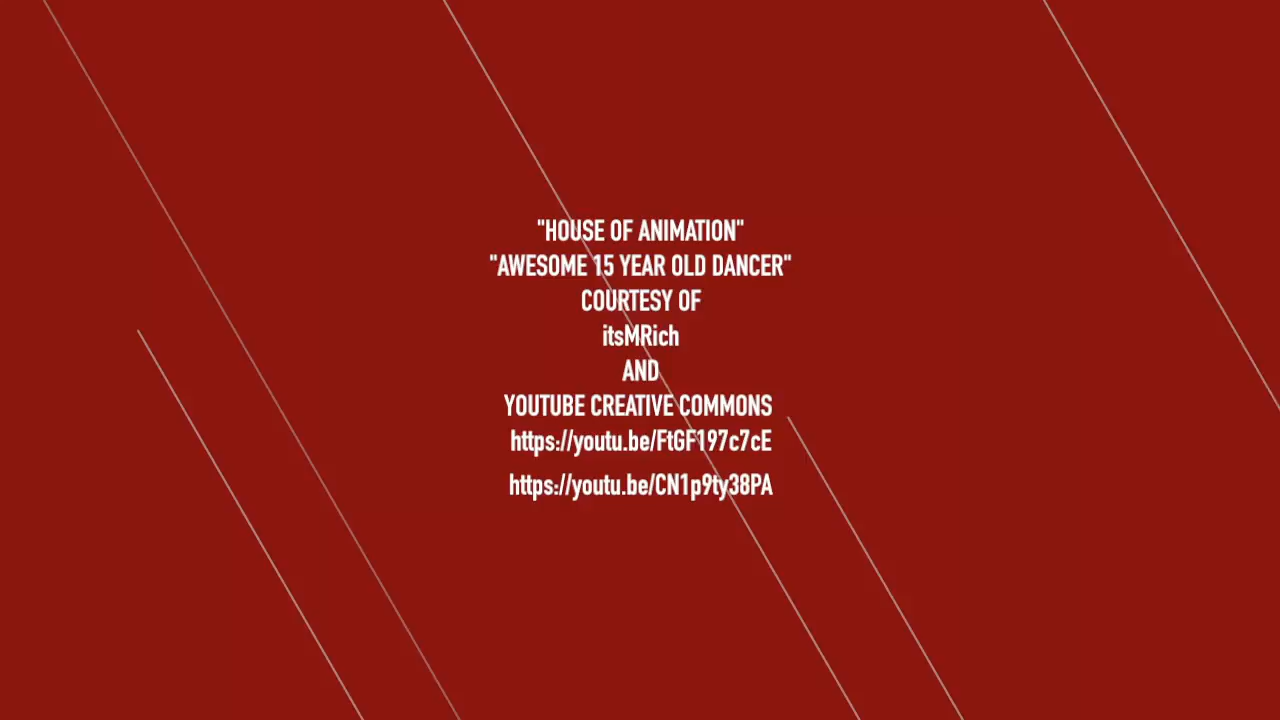 "HOUSE OF ANIMATION"
"AWESOME 15 YEAR OLD DANCER"
COURTESY OF
itsMRich
AND
YOUTUBE CREATIVE COMMONS
https://youtu.be/FtGF197c7cE
https://youtu.be/CN1p9ty38PA